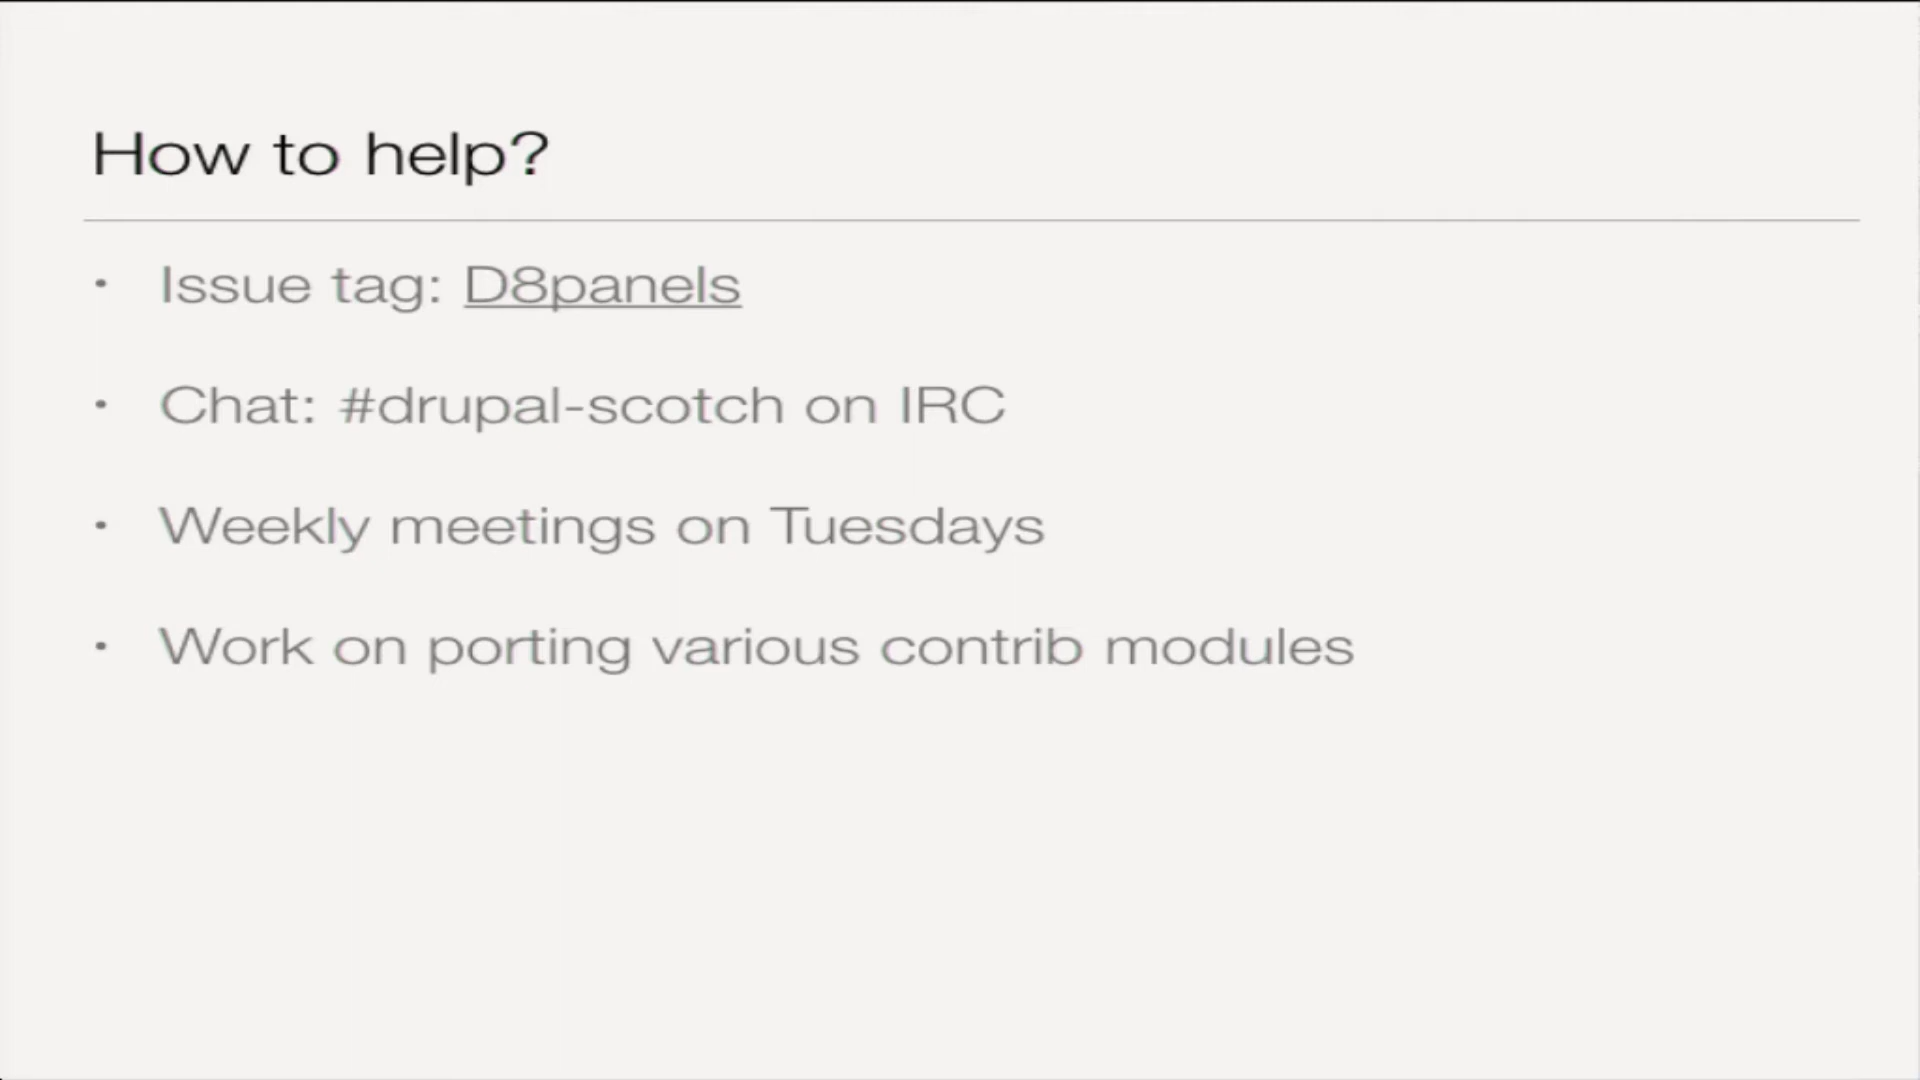 How to help?
• Issue tag: D8panels
• Chat: #drupal-scotch on IRC
• Weekly meetings on Tuesdays
• Work on porting various contrib modules